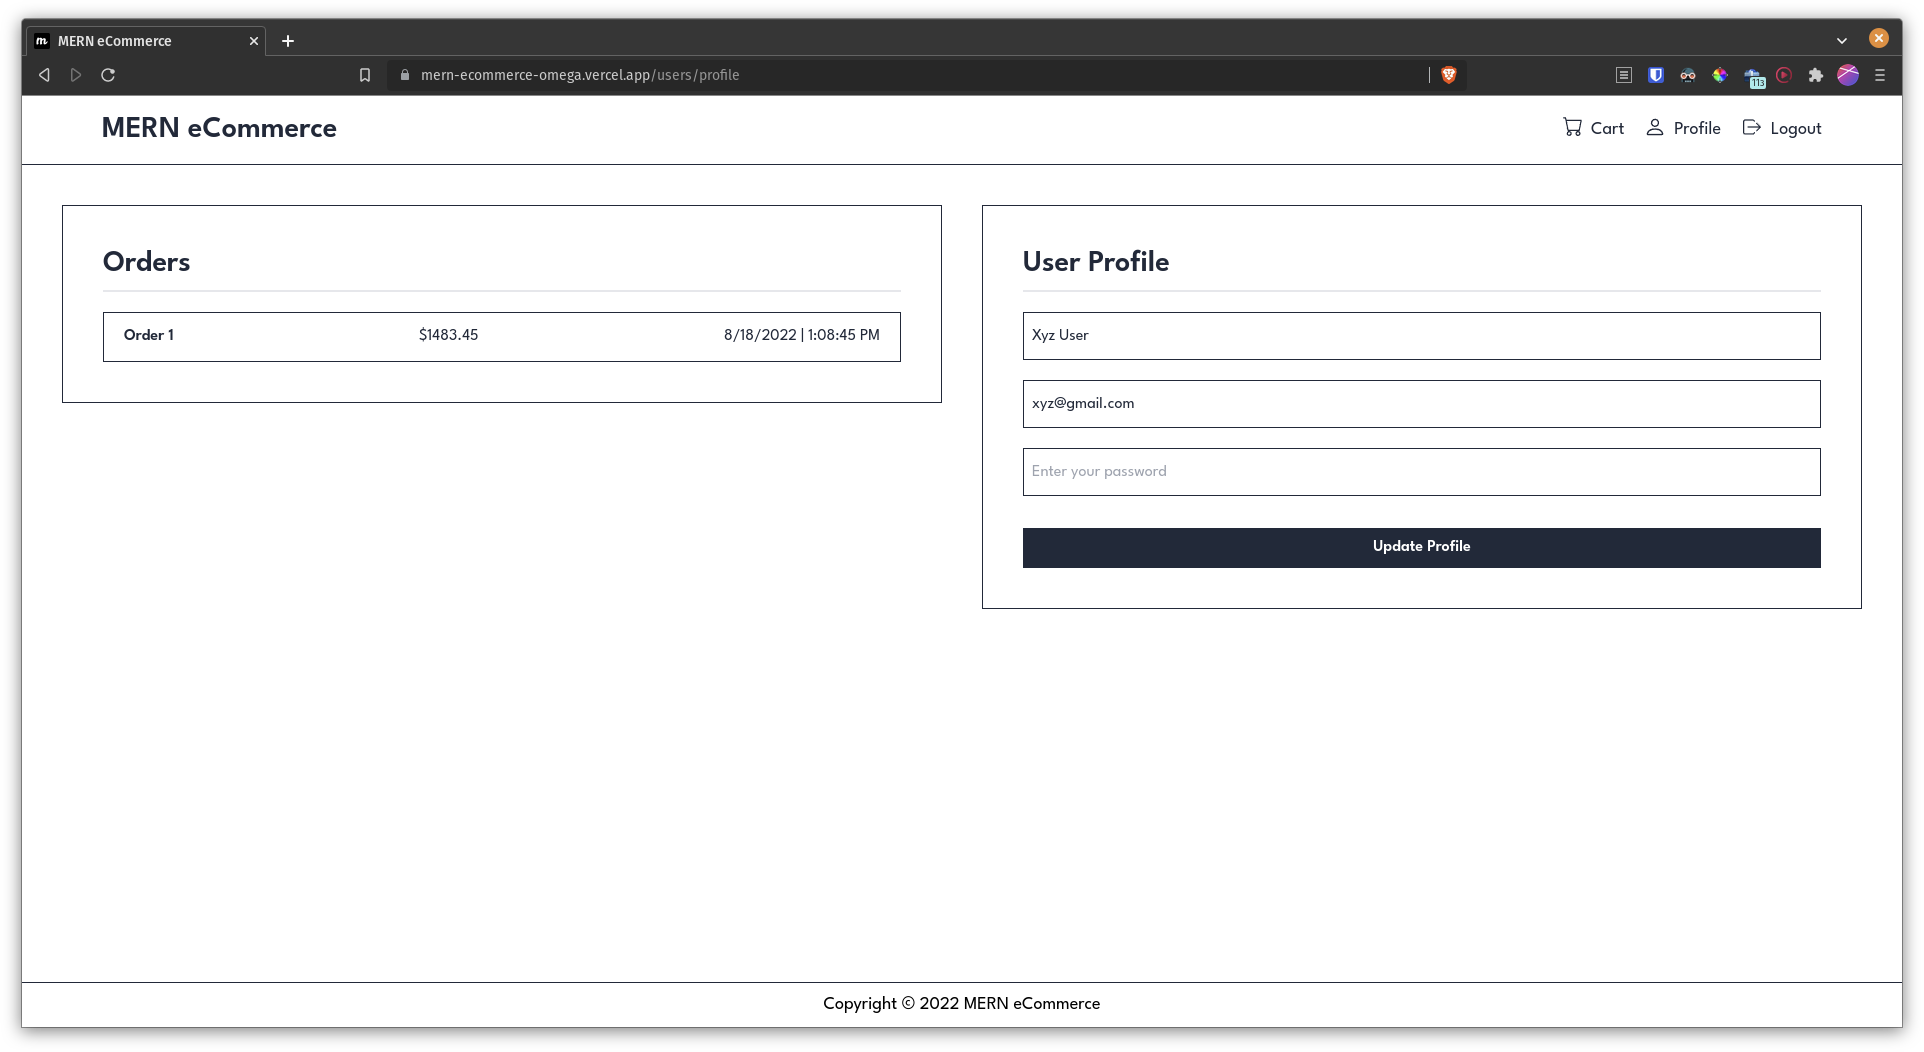 MERN eCommerce
mern-ecommerce-omega.vercel.app/users/profile
113
MERN eCommerce
Cart Profile Logout
Orders
Order 1 $1483.45 8/18/2022 | 1:08:45 PM
User Profile
Xyz User
xyz@gmail.com
Enter your password
Update Profile
Copyright © 2022 MERN eCommerce